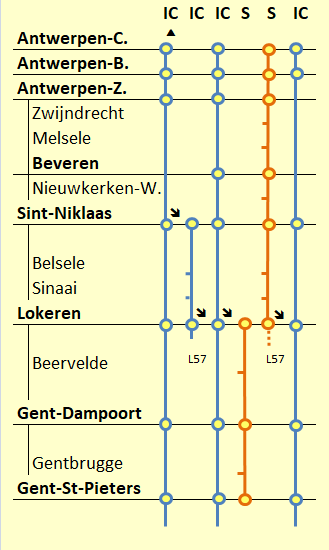 IC IC IC S S IC
Antwerpen-C.
Antwerpen-B.
Antwerpen-Z.
Zwijndrecht
Melsele
Beveren
Nieuwkerken-W.
Sint-Niklaas
Belsele
Sinaai
Lokeren
Beervelde L57 L57
Gent-Dampoort
Gentbrugge
Gent-St-Pieters